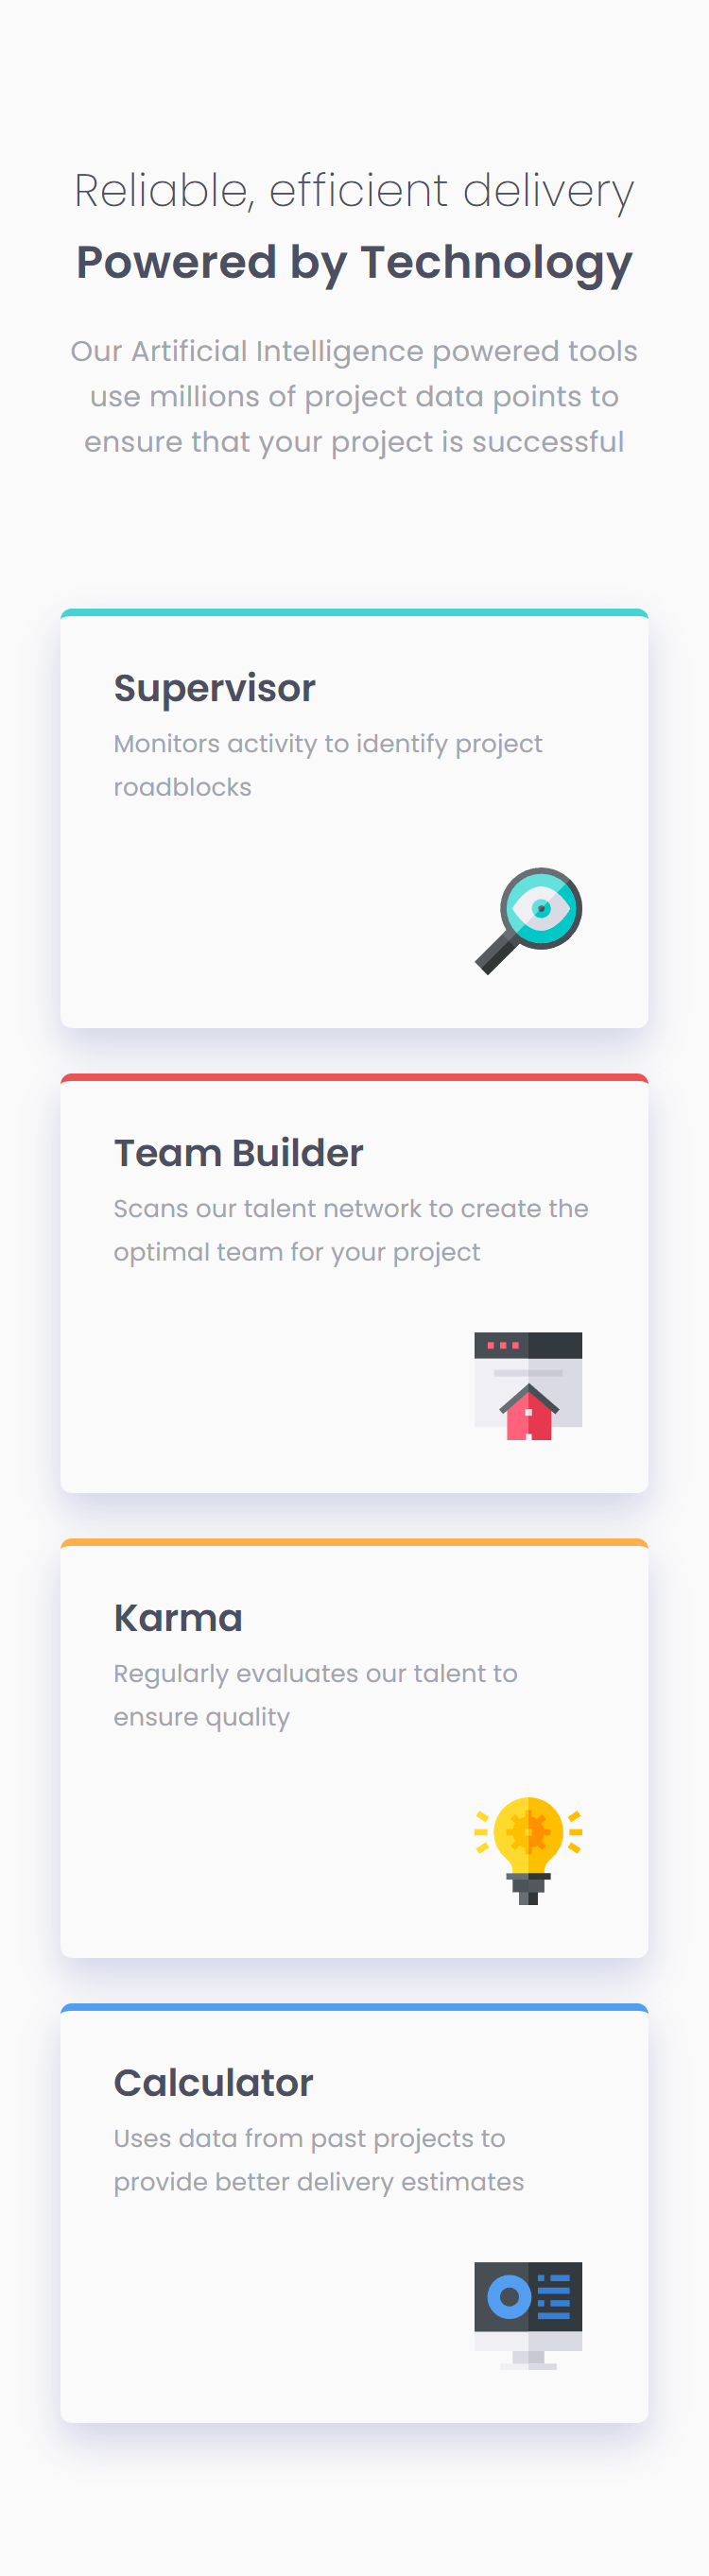 Reliable, efficient delivery
Powered by Technology
Our Artificial Intelligence powered tools
use millions of project data points to
ensure that your project is successful
Supervisor
Monitors activity to identify project
roadblocks
Team Builder
Scans our talent network to create the
optimal team for your project
Karma
Regularly evaluates our talent to
ensure quality
Calculator
Uses data from past projects to
provide better delivery estimates